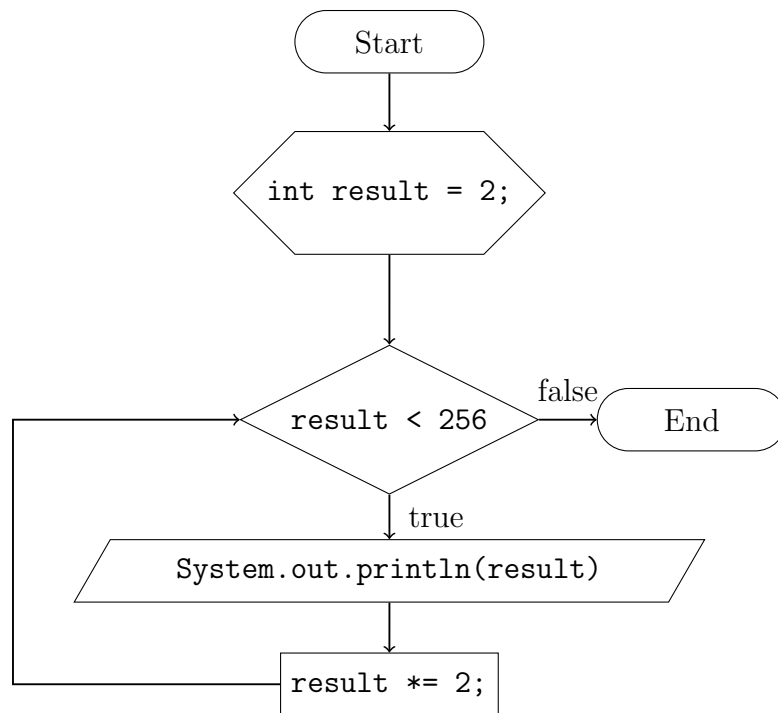 Start
int result = 2;
result < 256
false
End
true
System.out.println(result)
result *= 2;